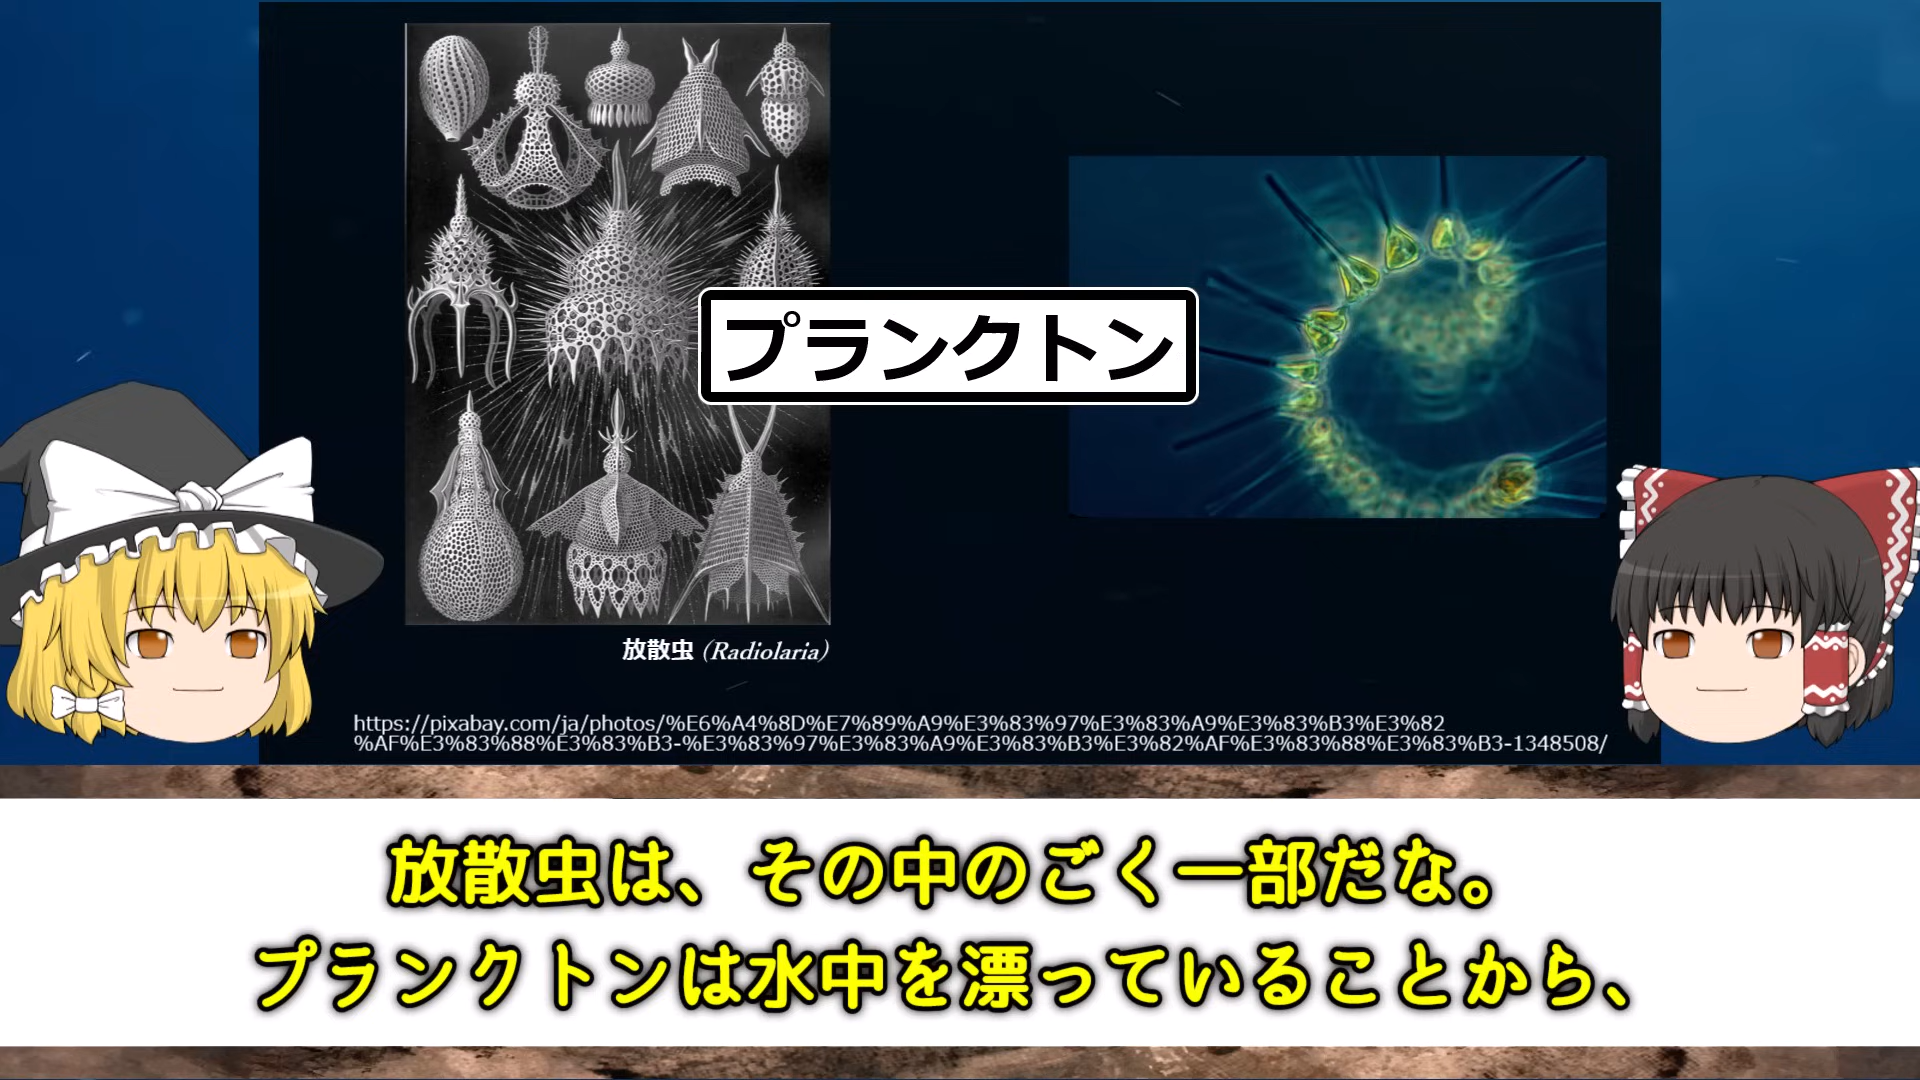 プランクトン
放散虫 (Radiolaria)
https://pixabay.com/ja/photos/%E6%A4%8D%E7%89%A9%E3%83%97%E3%83%A9%E3%83%B3%E3%82
%AF%E3%83%88%E3%83%B3-%E3%83%97%E3%83%A9%E3%83%B3%E3%82%AF%E3%83%88%E3%83%B3-1348508/
放散虫は、その中のごく一部だな。
プランクトンは水中を漂っていることから、